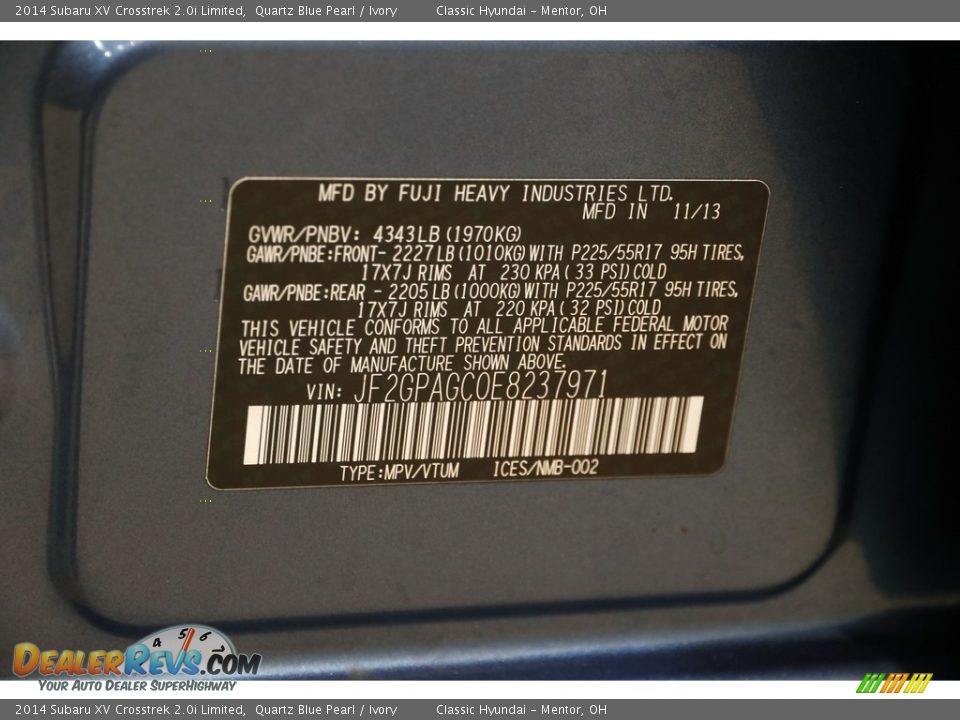 2014 Subaru XV Crosstrek 2.0i Limited,  Quartz Blue Pearl / Ivory  Classic Hyundai - Mentor, OH
MFD BY FUJI HEAVY INDUSTRIES LTD.
MFD IN 11/13
GVWR/PNBV: 4343LB (1970KG)
GAWR/PNBE:FRONT- 2227LB (1010KG) WITH P225/55R17 95H TIRES,
17X7J RIMS AT 230 KPA ( 33 PSI) COLD
GAWR/PNBE:REAR - 2205LB (1000KG) WITH P225/55R17 95H TIRES,
17X7J RIMS AT 220 KPA ( 32 PSI) COLD
THIS VEHICLE CONFORMS TO ALL APPLICABLE FEDERAL MOTOR
VEHICLE SAFETY AND THEFT PREVENTION STANDARDS IN EFFECT ON
THE DATE OF MANUFACTURE SHOWN ABOVE.
VIN: JF2GPAGC0E8237971
TYPE:MPV/VTUM ICES/NMB-002
4 5 6
DealerRevs.com
Your Auto Dealer SuperHighway
2014 Subaru XV Crosstrek 2.0i Limited,  Quartz Blue Pearl / Ivory  Classic Hyundai - Mentor, OH